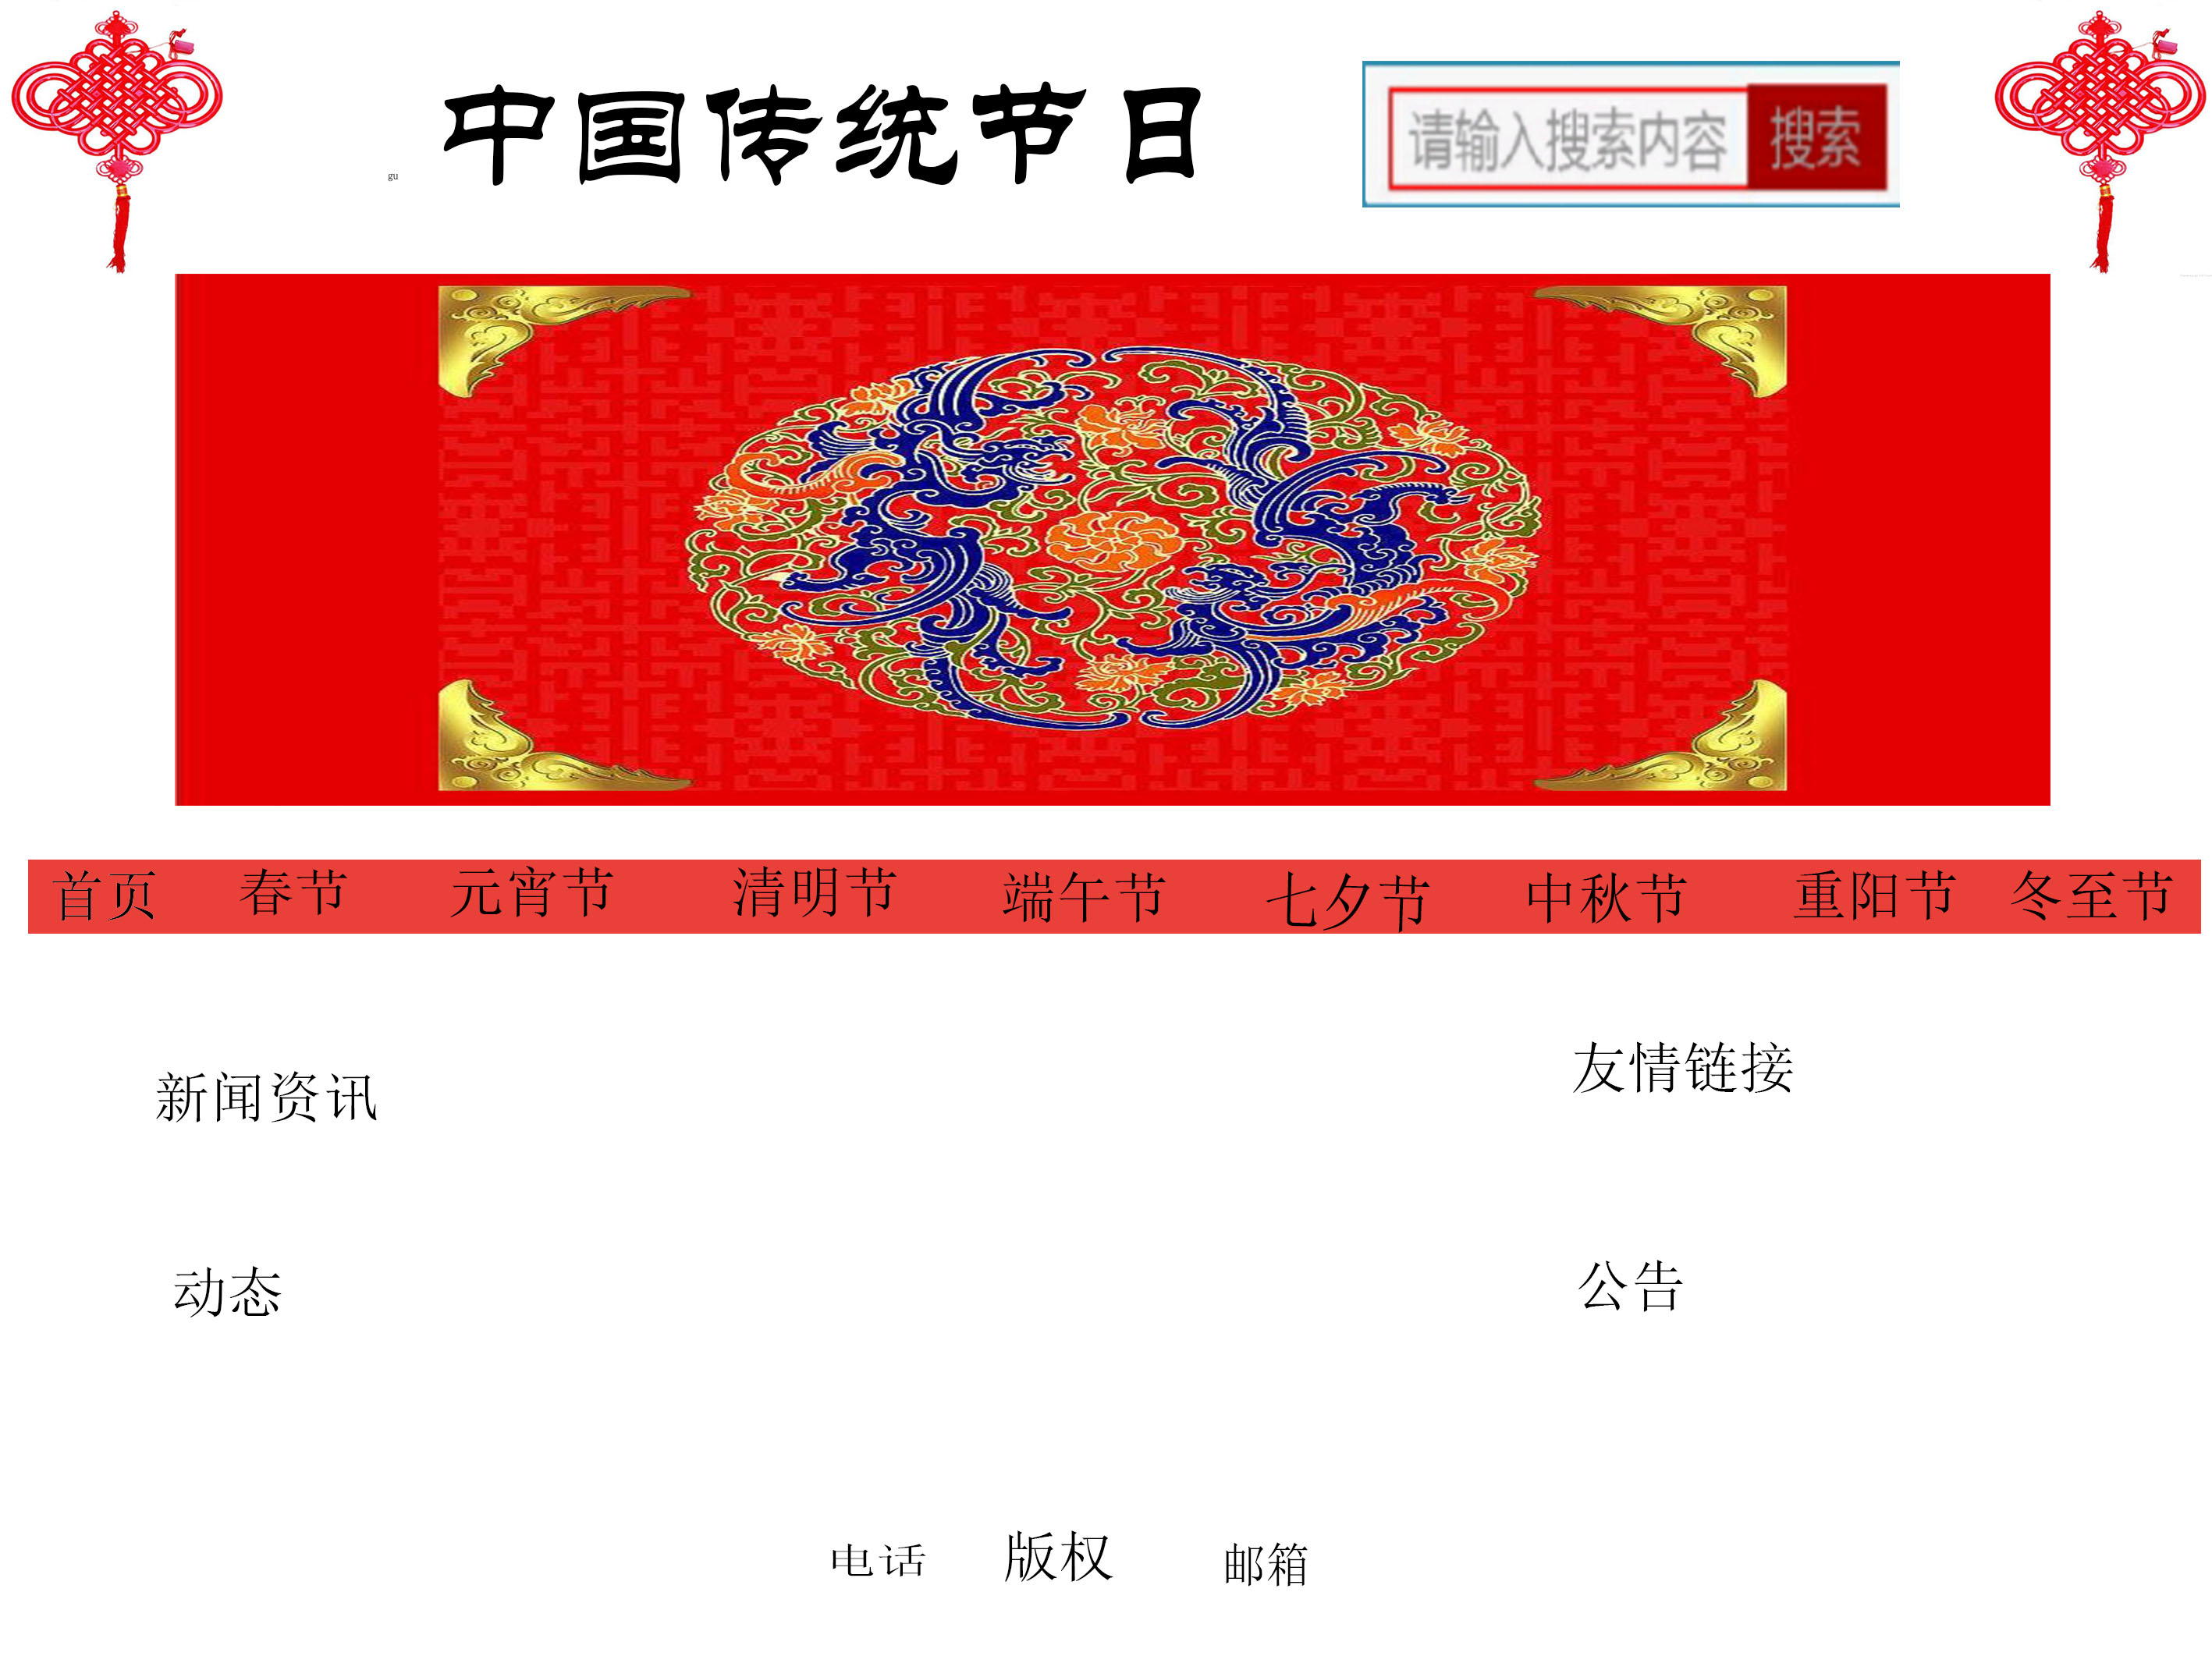 中国传统节日
gu
请输入搜索内容 搜索
首页 春节 元宵节 清明节 端午节 七夕节 中秋节 重阳节 冬至节
新闻资讯 友情链接
动态 公告
电话 版权 邮箱